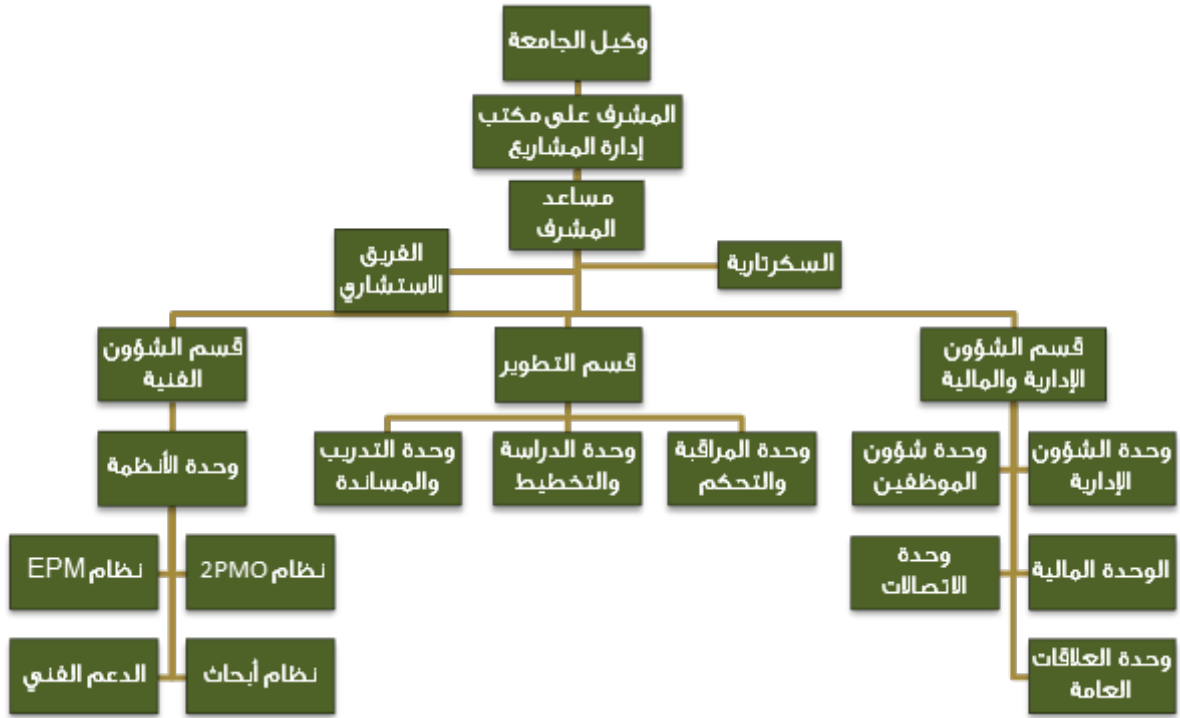 وكيل الجامعة
المشرف على مكتب
إدارة المشاريع
مساعد
المشرف
السكرتارية
الفريق
الاستشاري
قسم الشؤون
الإدارية والمالية
قسم التطوير
قسم الشؤون
الفنية
وحدة الشؤون
الإدارية
وحدة شؤون
الموظفين
الوحدة المالية
وحدة
الاتصالات
وحدة العلاقات
العامة
وحدة المراقبة
والتحكم
وحدة الدراسة
والتخطيط
وحدة التدريب
والمساندة
وحدة الأنظمة
نظام 2PMO
نظام EPM
نظام أبحاث
الدعم الفني